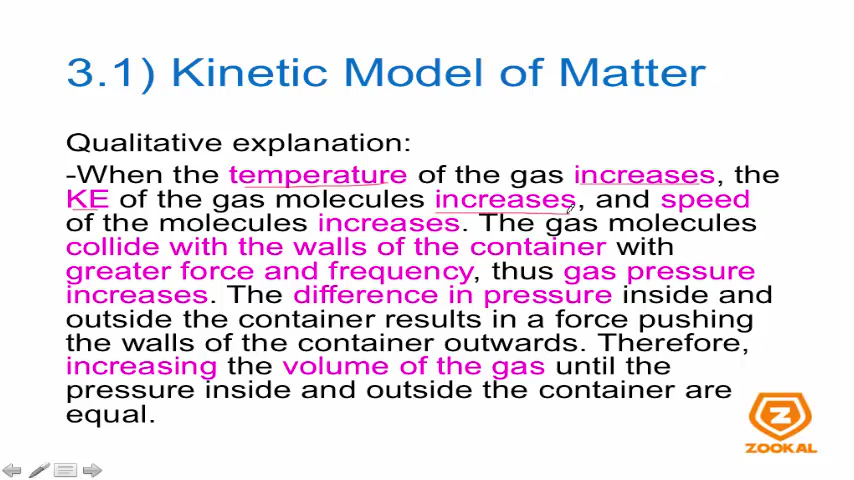 3.1) Kinetic Model of Matter
Qualitative explanation:
-When the temperature of the gas increases, the
KE of the gas molecules increases, and speed
of the molecules increases. The gas molecules
collide with the walls of the container with
greater force and frequency, thus gas pressure
increases. The difference in pressure inside and
outside the container results in a force pushing
the walls of the container outwards. Therefore,
increasing the volume of the gas until the
pressure inside and outside the container are
equal.
Z
ZOOKAL